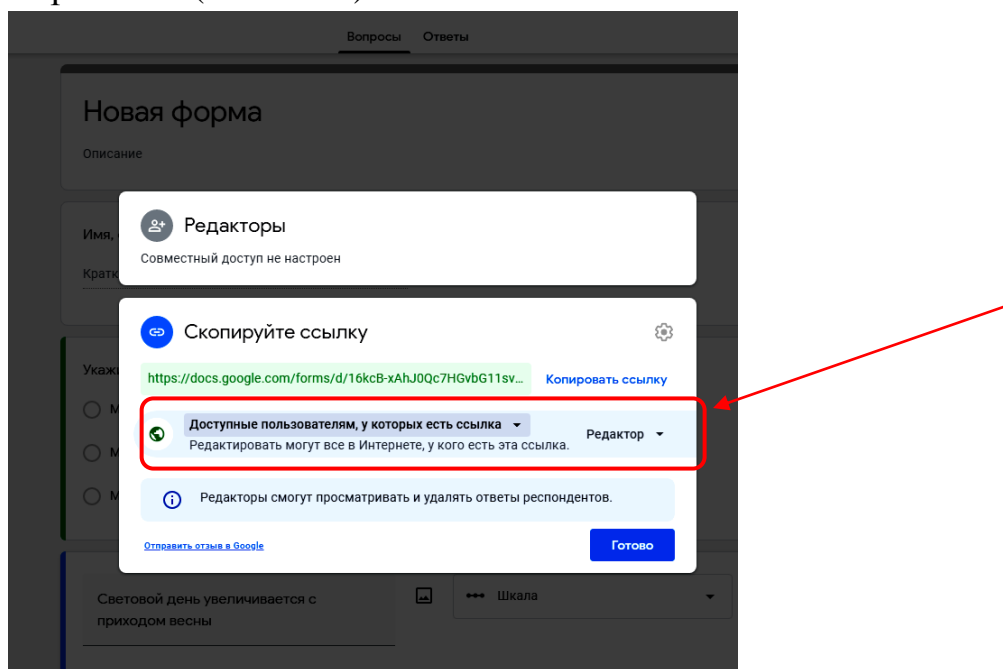 Вопросы Ответы
Новая форма
Описание
Имя,
Редакторы
Совместный доступ не настроен
Кратк
Скопируйте ссылку
Укажи
https://docs.google.com/forms/d/16kcB-xAhJ0Qc7HGvbG11sv... Копировать ссылку
М
Доступные пользователям, у которых есть ссылка
Редактор
Редактировать могут все в Интернете, у кого есть эта ссылка.
М
М
Редакторы смогут просматривать и удалять ответы респондентов.
Отправить отзыв в Google
Готово
Световой день увеличивается с
приходом весны
Шкала